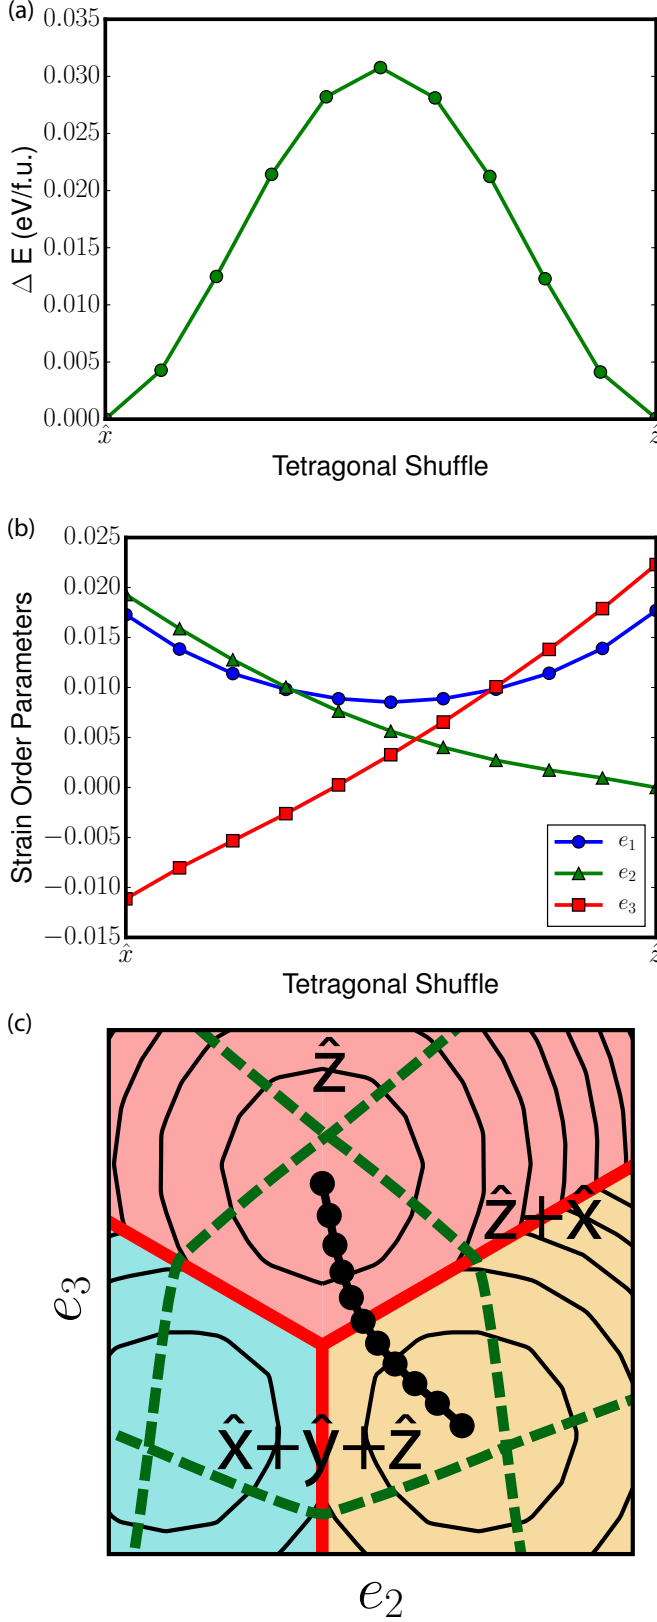 (a)
0.035
0.030
0.025
0.020
0.015
0.010
0.005
0.000
Δ E (eV/f.u.)
x̂
ẑ
Tetragonal Shuffle
(b)
0.025
0.020
0.015
0.010
0.005
0.000
−0.005
−0.010
−0.015
Strain Order Parameters
e₁
e₂
e₃
x̂
ẑ
Tetragonal Shuffle
(c)
ẑ
ẑ+x̂
x̂+ŷ+ẑ
e₃
e₂